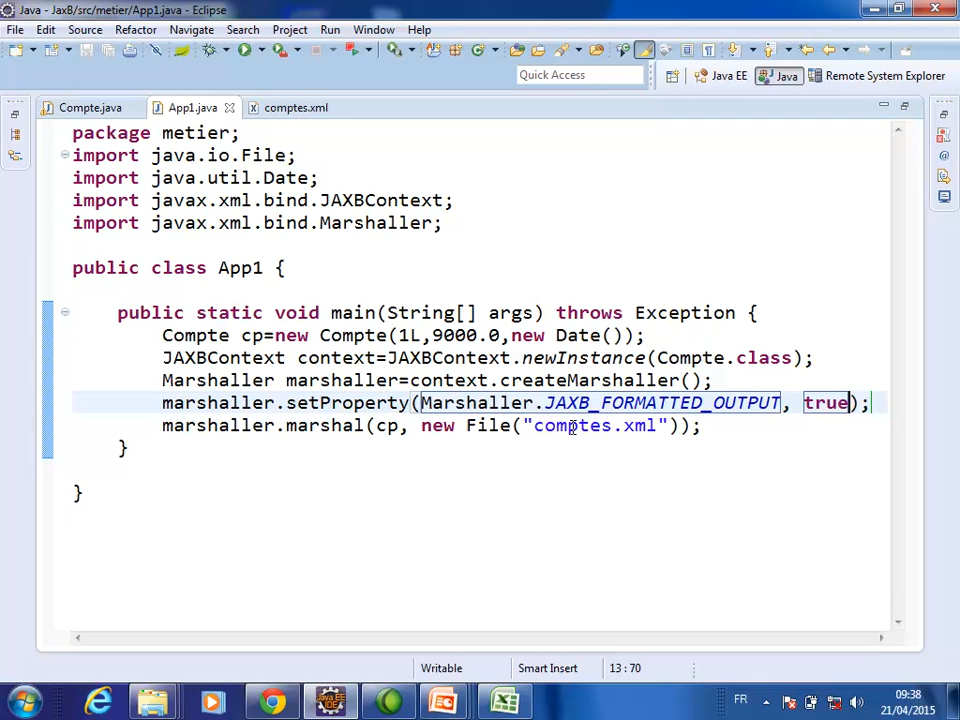 Java - JaxB/src/metier/App1.java - Eclipse
File Edit Source Refactor Navigate Search Project Run Window Help
Quick Access
Java EE Java Remote System Explorer
Compte.java App1.java comptes.xml
package metier;
import java.io.File;
import java.util.Date;
import javax.xml.bind.JAXBContext;
import javax.xml.bind.Marshaller;
public class App1 {
public static void main(String[] args) throws Exception {
Compte cp=new Compte(1L,9000.0,new Date());
JAXBContext context=JAXBContext.newInstance(Compte.class);
Marshaller marshaller=context.createMarshaller();
marshaller.setProperty(Marshaller.JAXB_FORMATTED_OUTPUT, true);
marshaller.marshal(cp, new File("comptes.xml"));
}
}
Writable Smart Insert 13 : 70
FR 09:38
21/04/2015